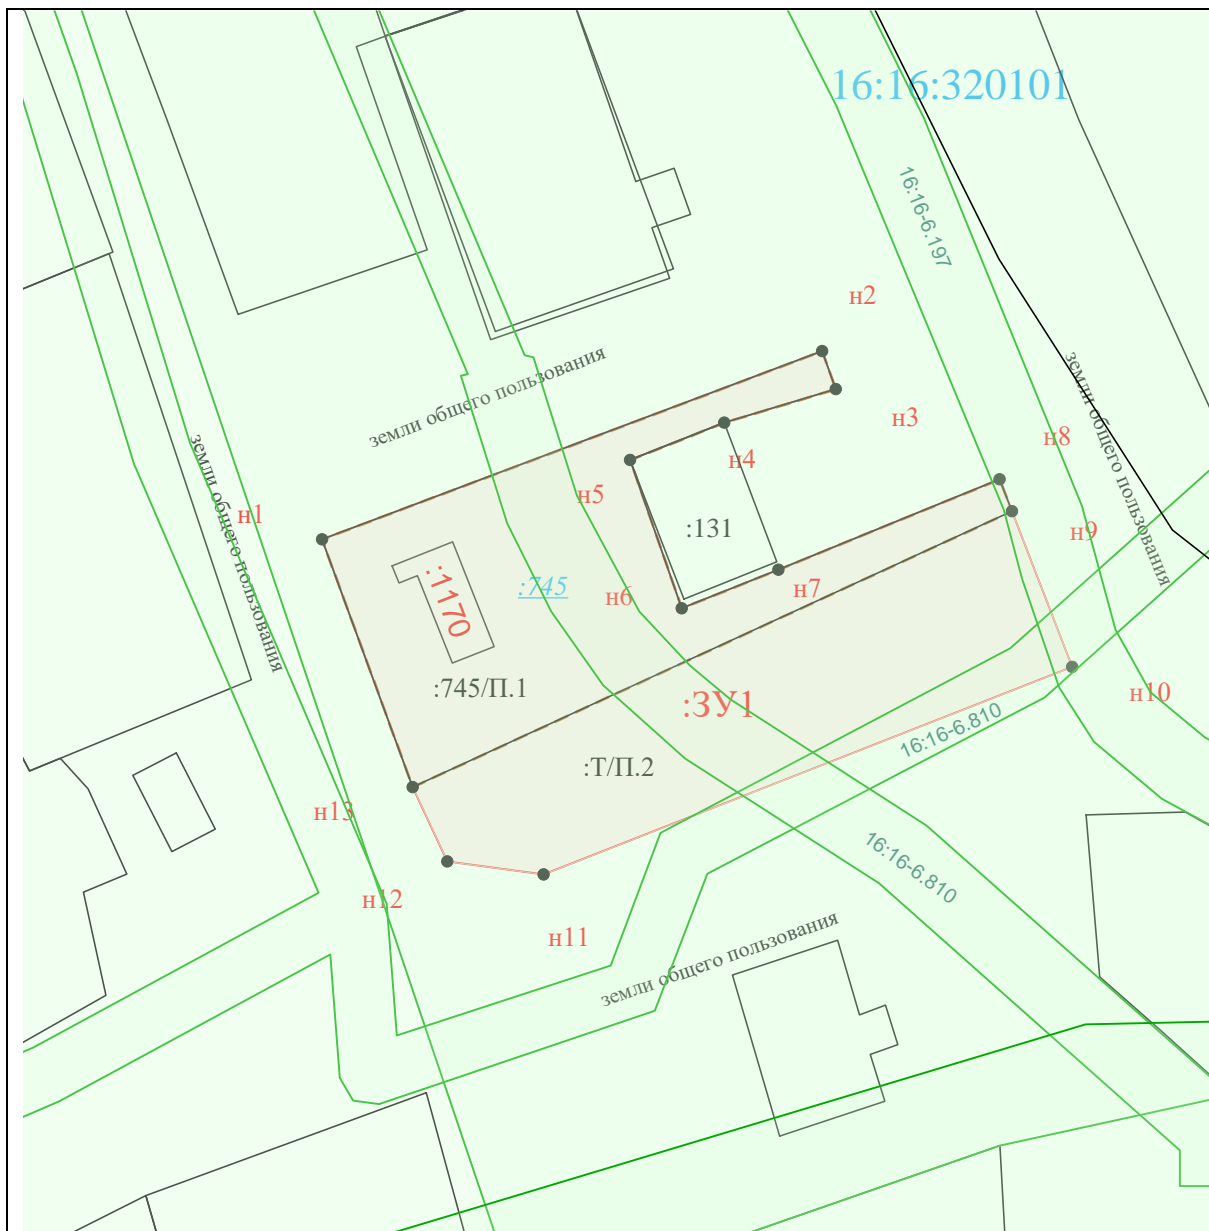 16:16:320101
16:16-6.197
н2
земли общего пользования
земли общего пользования
н3
н8
н4
н5
н1
земли общего пользования
:131
н9
:1170
:745
н6
н7
:745/П.1
:ЗУ1
н10
16:16-6.810
:Т/П.2
н13
16:16-6.810
н12
н11
земли общего пользования